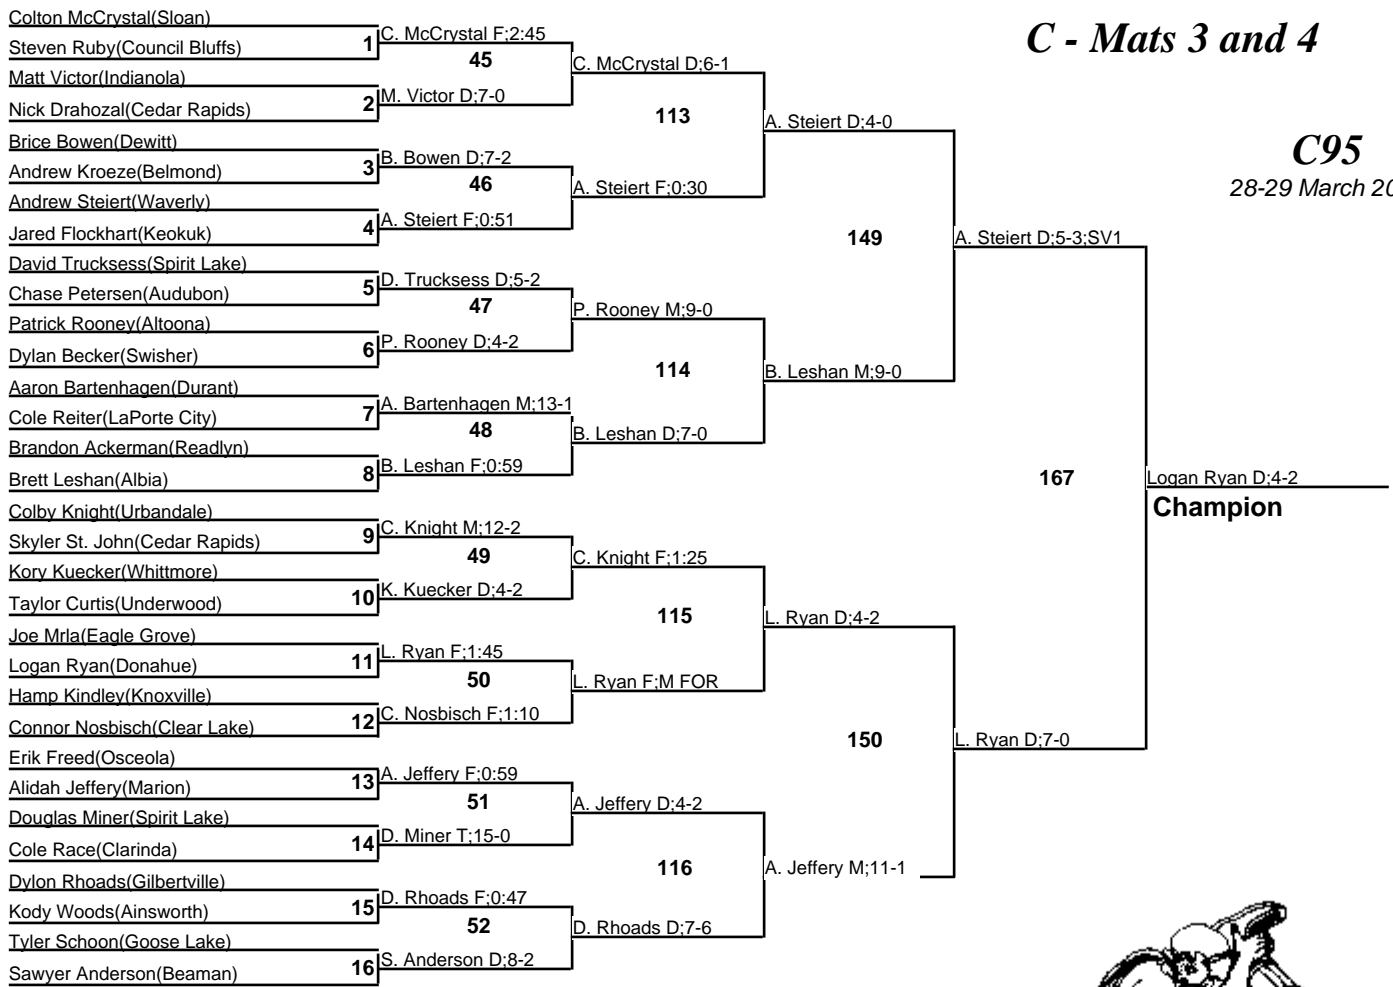 C - Mats 3 and 4
C95
28-29 March 20
Colton McCrystal(Sloan)
Steven Ruby(Council Bluffs)
Matt Victor(Indianola)
Nick Drahozal(Cedar Rapids)
Brice Bowen(Dewitt)
Andrew Kroeze(Belmond)
Andrew Steiert(Waverly)
Jared Flockhart(Keokuk)
David Trucksess(Spirit Lake)
Chase Petersen(Audubon)
Patrick Rooney(Altoona)
Dylan Becker(Swisher)
Aaron Bartenhagen(Durant)
Cole Reiter(LaPorte City)
Brandon Ackerman(Readlyn)
Brett Leshan(Albia)
Colby Knight(Urbandale)
Skyler St. John(Cedar Rapids)
Kory Kuecker(Whittmore)
Taylor Curtis(Underwood)
Joe Mrla(Eagle Grove)
Logan Ryan(Donahue)
Hamp Kindley(Knoxville)
Connor Nosbisch(Clear Lake)
Erik Freed(Osceola)
Alidah Jeffery(Marion)
Douglas Miner(Spirit Lake)
Cole Race(Clarinda)
Dylon Rhoads(Gilbertville)
Kody Woods(Ainsworth)
Tyler Schoon(Goose Lake)
Sawyer Anderson(Beaman)
1
2
3
4
5
6
7
8
9
10
11
12
13
14
15
16
C. McCrystal F;2:45
45
M. Victor D;7-0
B. Bowen D;7-2
46
A. Steiert F;0:51
D. Trucksess D;5-2
47
P. Rooney D;4-2
A. Bartenhagen M;13-1
48
B. Leshan F;0:59
C. Knight M;12-2
49
K. Kuecker D;4-2
L. Ryan F;1:45
50
C. Nosbisch F;1:10
A. Jeffery F;0:59
51
D. Miner T;15-0
D. Rhoads F;0:47
52
S. Anderson D;8-2
C. McCrystal D;6-1
113
A. Steiert F;0:30
P. Rooney M;9-0
114
B. Leshan D;7-0
C. Knight F;1:25
115
L. Ryan F;M FOR
A. Jeffery D;4-2
116
D. Rhoads D;7-6
A. Steiert D;4-0
149
B. Leshan M;9-0
L. Ryan D;4-2
150
A. Jeffery M;11-1
A. Steiert D;5-3;SV1
167
L. Ryan D;7-0
Logan Ryan D;4-2
Champion